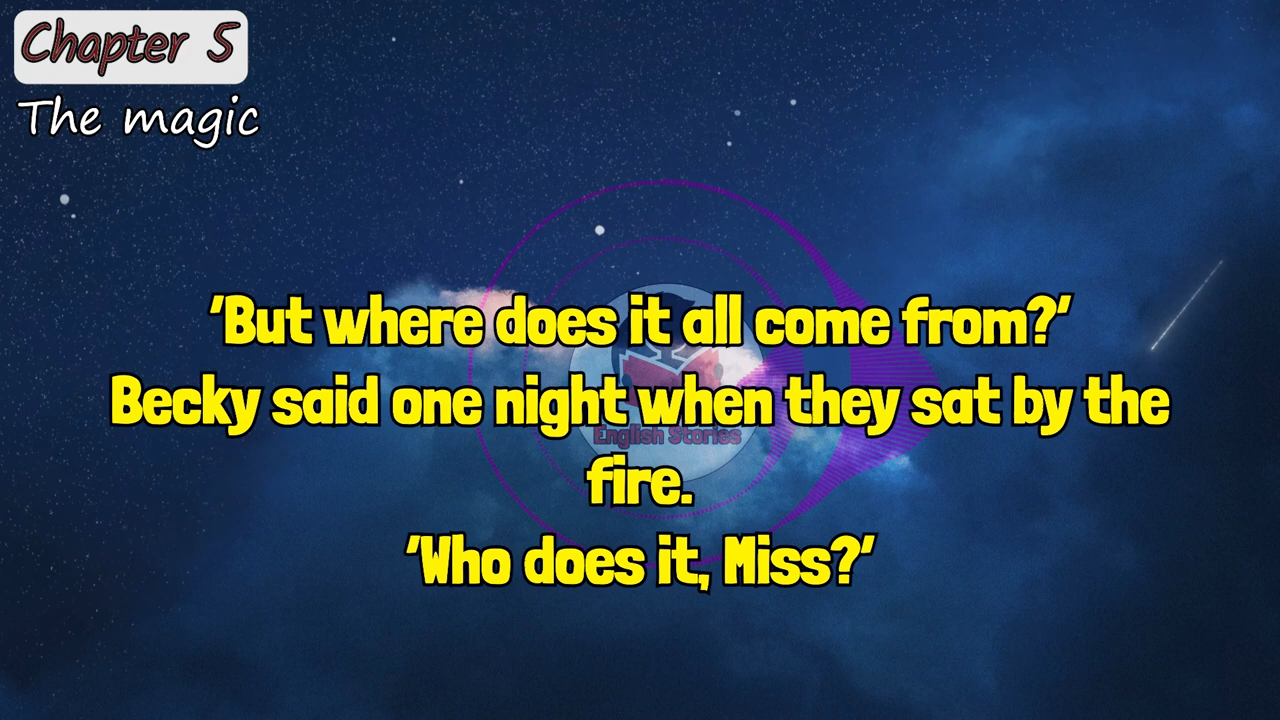 Chapter 5
The magic
'But where does it all come from?'
Becky said one night when they sat by the
fire.
'Who does it, Miss?'
English Stories